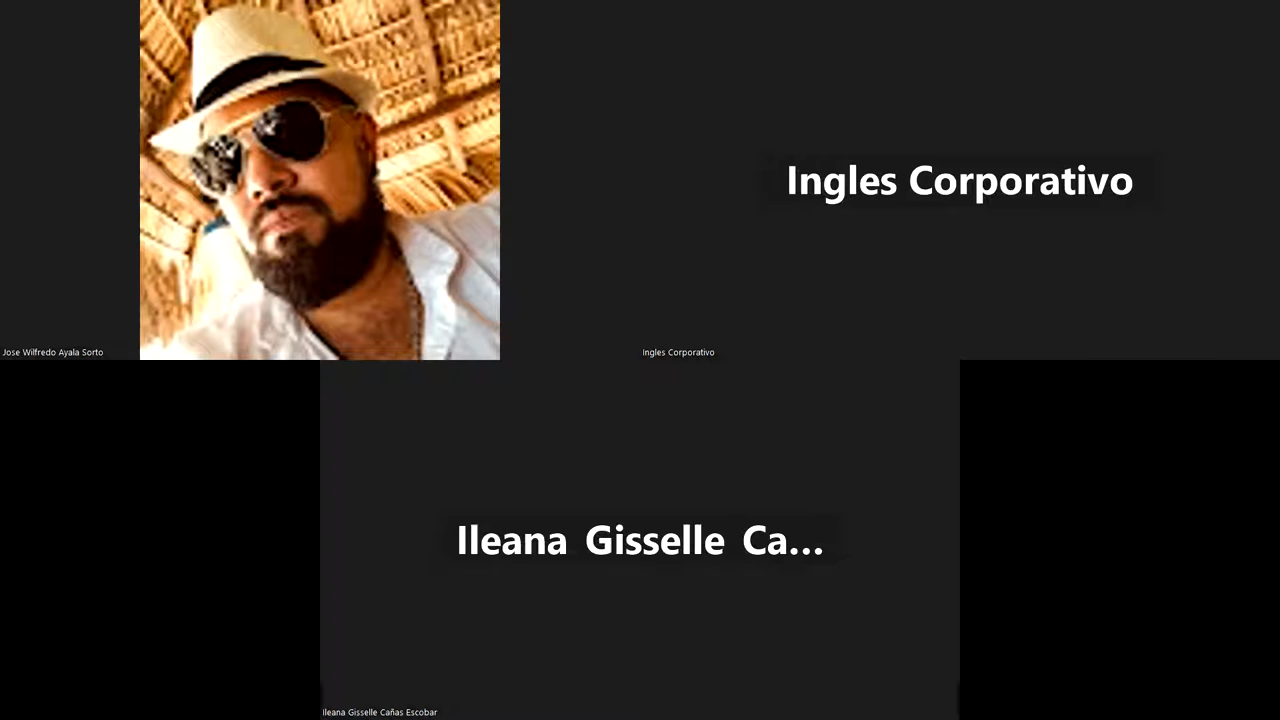 Ingles Corporativo
Jose Wilfredo Ayala Sorto
Ingles Corporativo
Ileana Gisselle Ca...
Ileana Gisselle Cañas Escobar